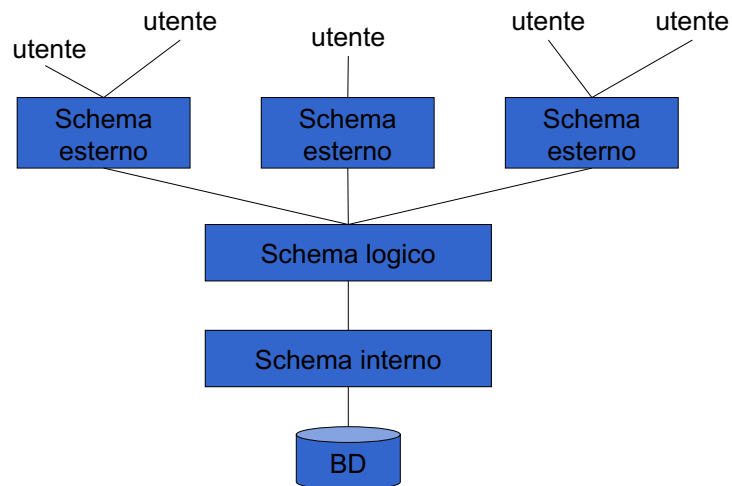 utente
utente
utente
utente
utente
Schema
esterno
Schema
esterno
Schema
esterno
Schema logico
Schema interno
BD